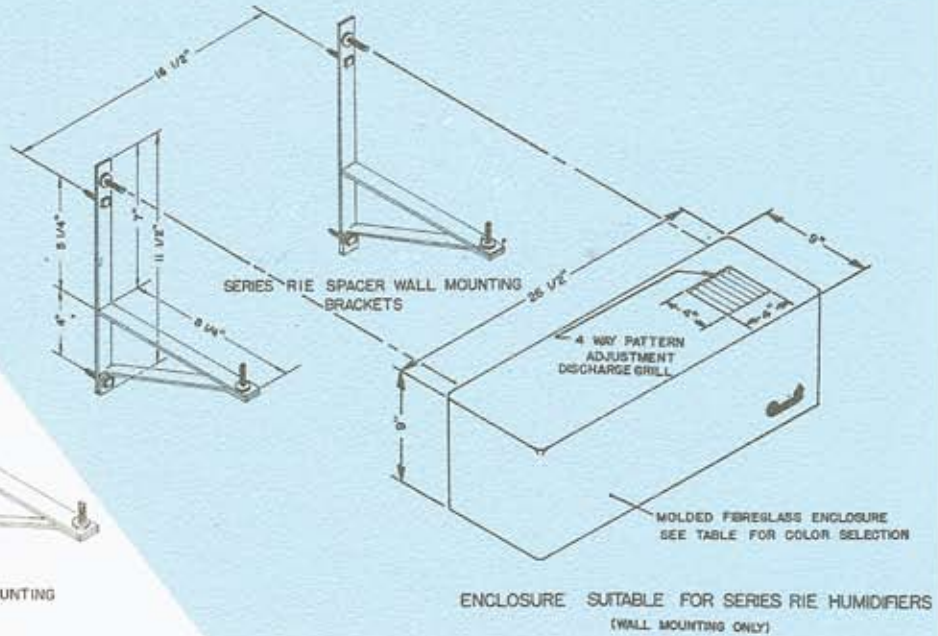 16 1/2"
5 1/4"
7"
11 1/2"
4"
8 1/4"
SERIES RIE SPACER WALL MOUNTING
BRACKETS
25 1/2"
9"
4"
4"
4 WAY PATTERN
ADJUSTMENT
DISCHARGE GRILL
9"
MOLDED FIBREGLASS ENCLOSURE
SEE TABLE FOR COLOR SELECTION
UNTING
ENCLOSURE SUITABLE FOR SERIES RIE HUMIDIFIERS
(WALL MOUNTING ONLY)